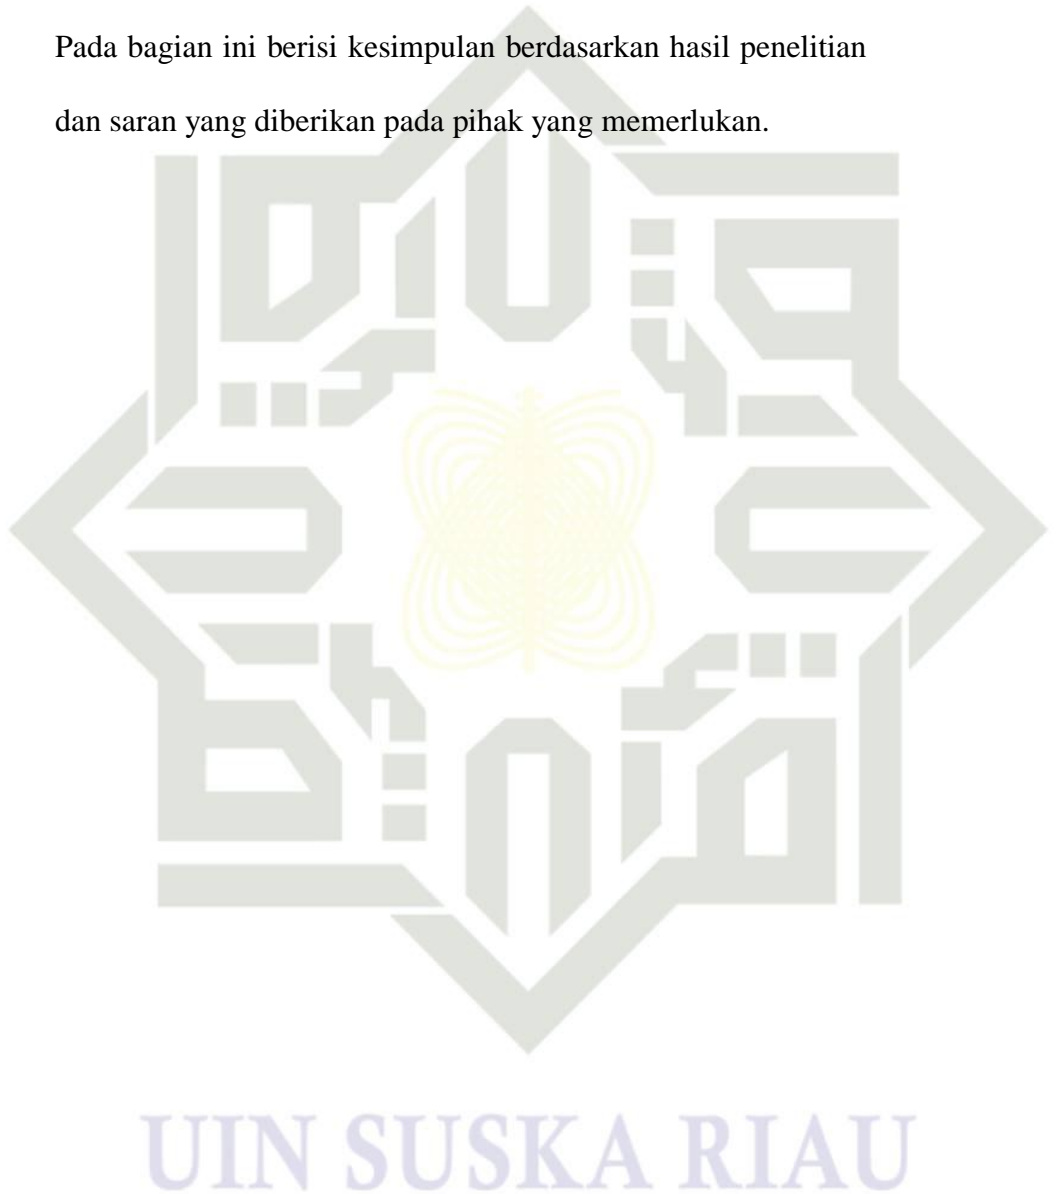 Pada bagian ini berisi kesimpulan berdasarkan hasil penelitian
dan saran yang diberikan pada pihak yang memerlukan.
UIN SUSKA RIAU